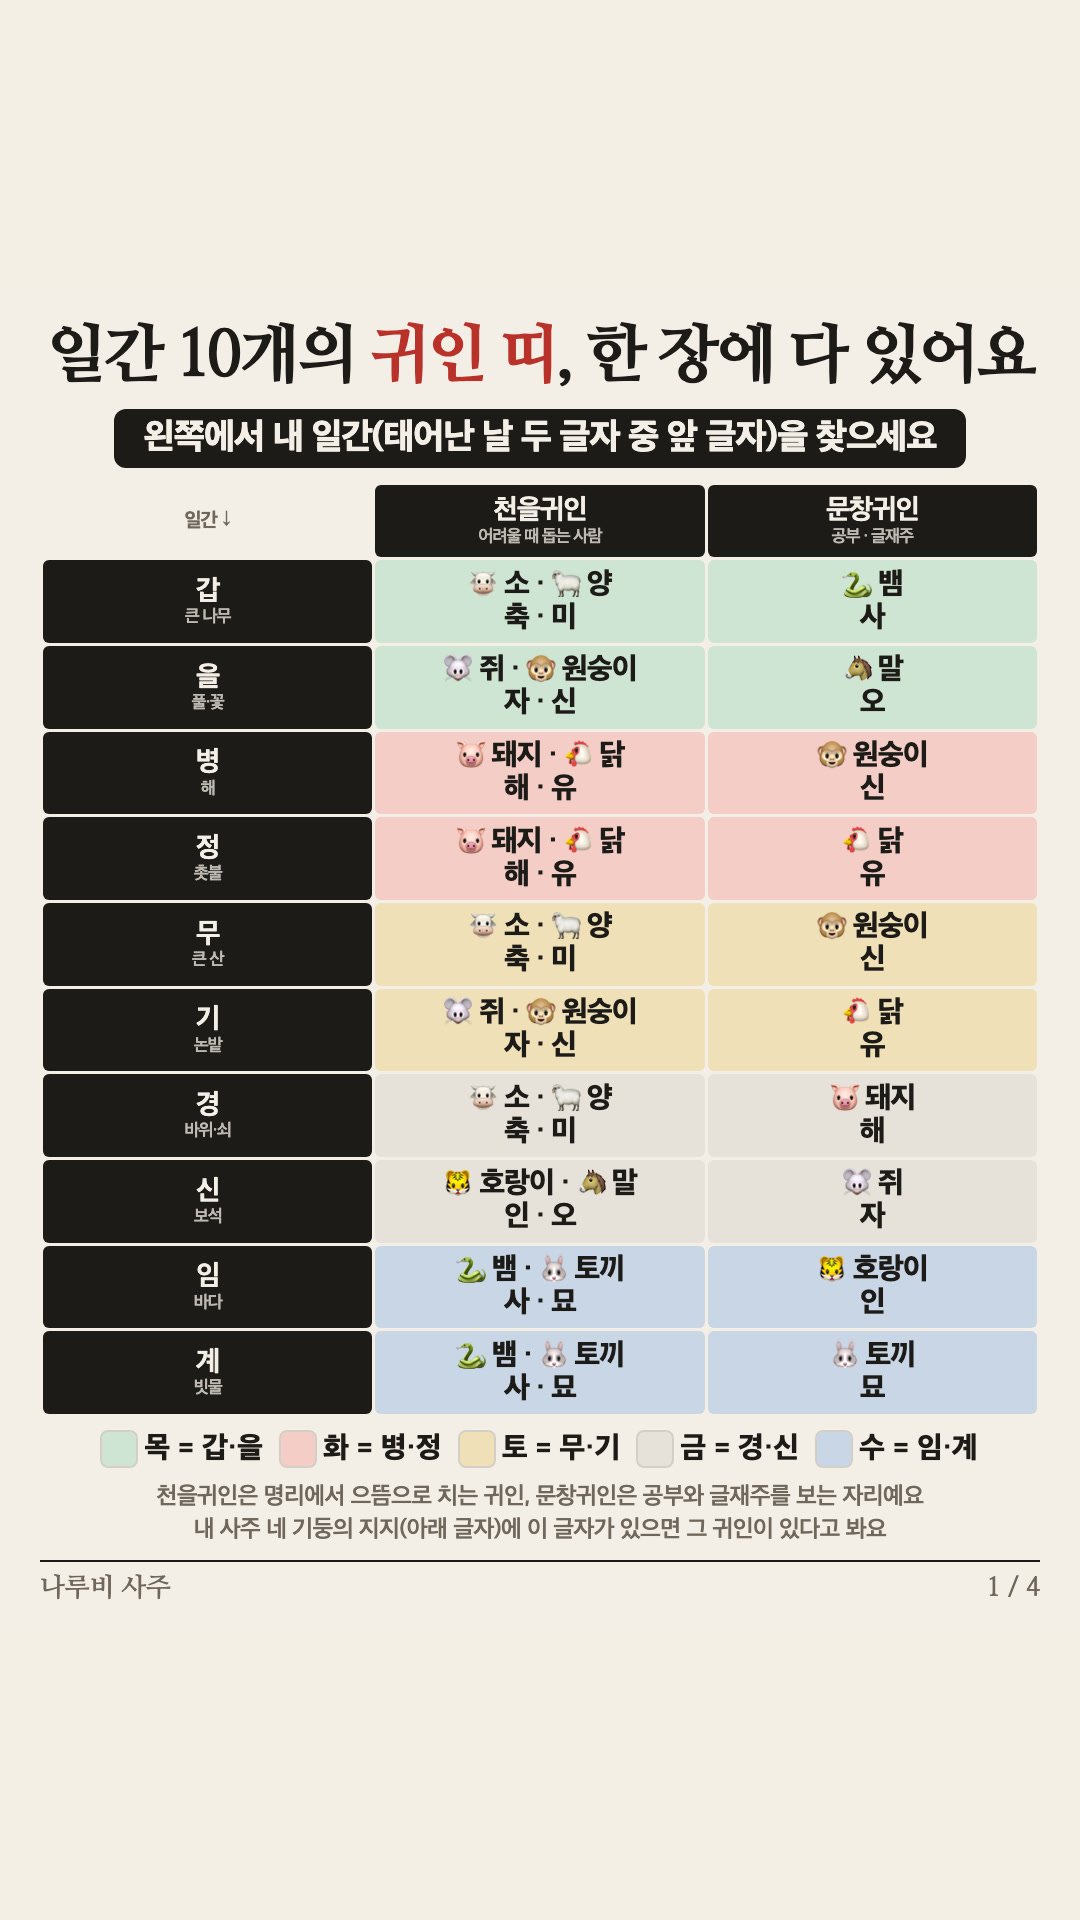 일간 10개의 귀인 띠, 한 장에 다 있어요
왼쪽에서 내 일간(태어난 날 두 글자 중 앞 글자)을 찾으세요
일간↓
천을귀인
어려울 때 돕는 사람
문창귀인
공부 · 글재주
갑
큰 나무
소 · 양
축 · 미
뱀
사
을
풀·꽃
쥐 · 원숭이
자 · 신
말
오
병
해
돼지 · 닭
해 · 유
원숭이
신
정
촛불
돼지 · 닭
해 · 유
닭
유
무
큰 산
소 · 양
축 · 미
원숭이
신
기
논밭
쥐 · 원숭이
자 · 신
닭
유
경
바위·쇠
소 · 양
축 · 미
돼지
해
신
보석
호랑이 · 말
인 · 오
쥐
자
임
바다
뱀 · 토끼
사 · 묘
호랑이
인
계
빗물
뱀 · 토끼
사 · 묘
토끼
묘
목 = 갑·을 화 = 병·정 토 = 무·기 금 = 경·신 수 = 임·계
천을귀인은 명리에서 으뜸으로 치는 귀인, 문창귀인은 공부와 글재주를 보는 자리예요
내 사주 네 기둥의 지지(아래 글자)에 이 글자가 있으면 그 귀인이 있다고 봐요
나루비 사주
1 / 4